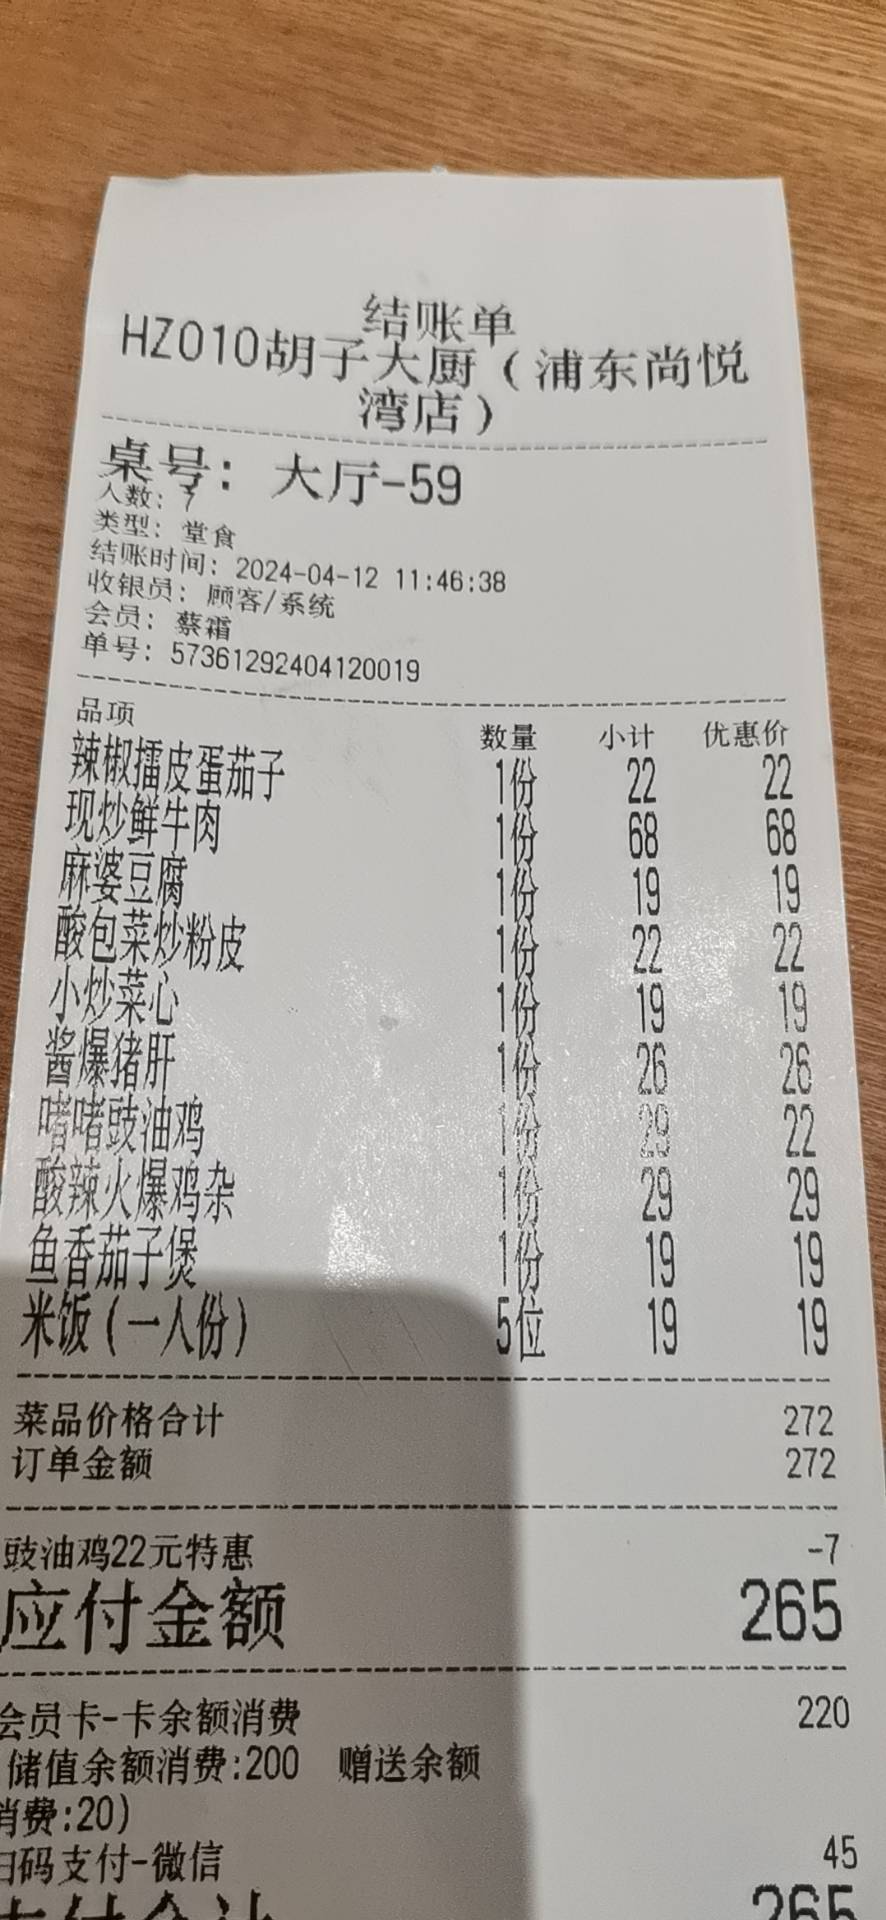 结账单
HZ010胡子大厨（浦东尚悦
湾店）
桌号：大厅-59
人数：7
类型：堂食
结账时间：2024-04-12 11:46:38
收银员：顾客/系统
会员：蔡霜
单号：57361292404120019
品项 数量 小计 优惠价
辣椒擂皮蛋茄子 1份 22 22
现炒鲜牛肉 1份 68 68
麻婆豆腐 1份 19 19
酸包菜炒粉皮 1份 22 22
小炒菜心 1份 19 19
酱爆猪肝 1份 26 26
啫啫豉油鸡 1份 29 22
酸辣火爆鸡杂 1份 29 29
鱼香茄子煲 1份 19 19
米饭（一人份） 5位 19 19
菜品价格合计 272
订单金额 272
豉油鸡22元特惠 -7
应付金额 265
会员卡-卡余额消费 220
储值余额消费:200 赠送余额
消费:20)
扫码支付-微信 45
265